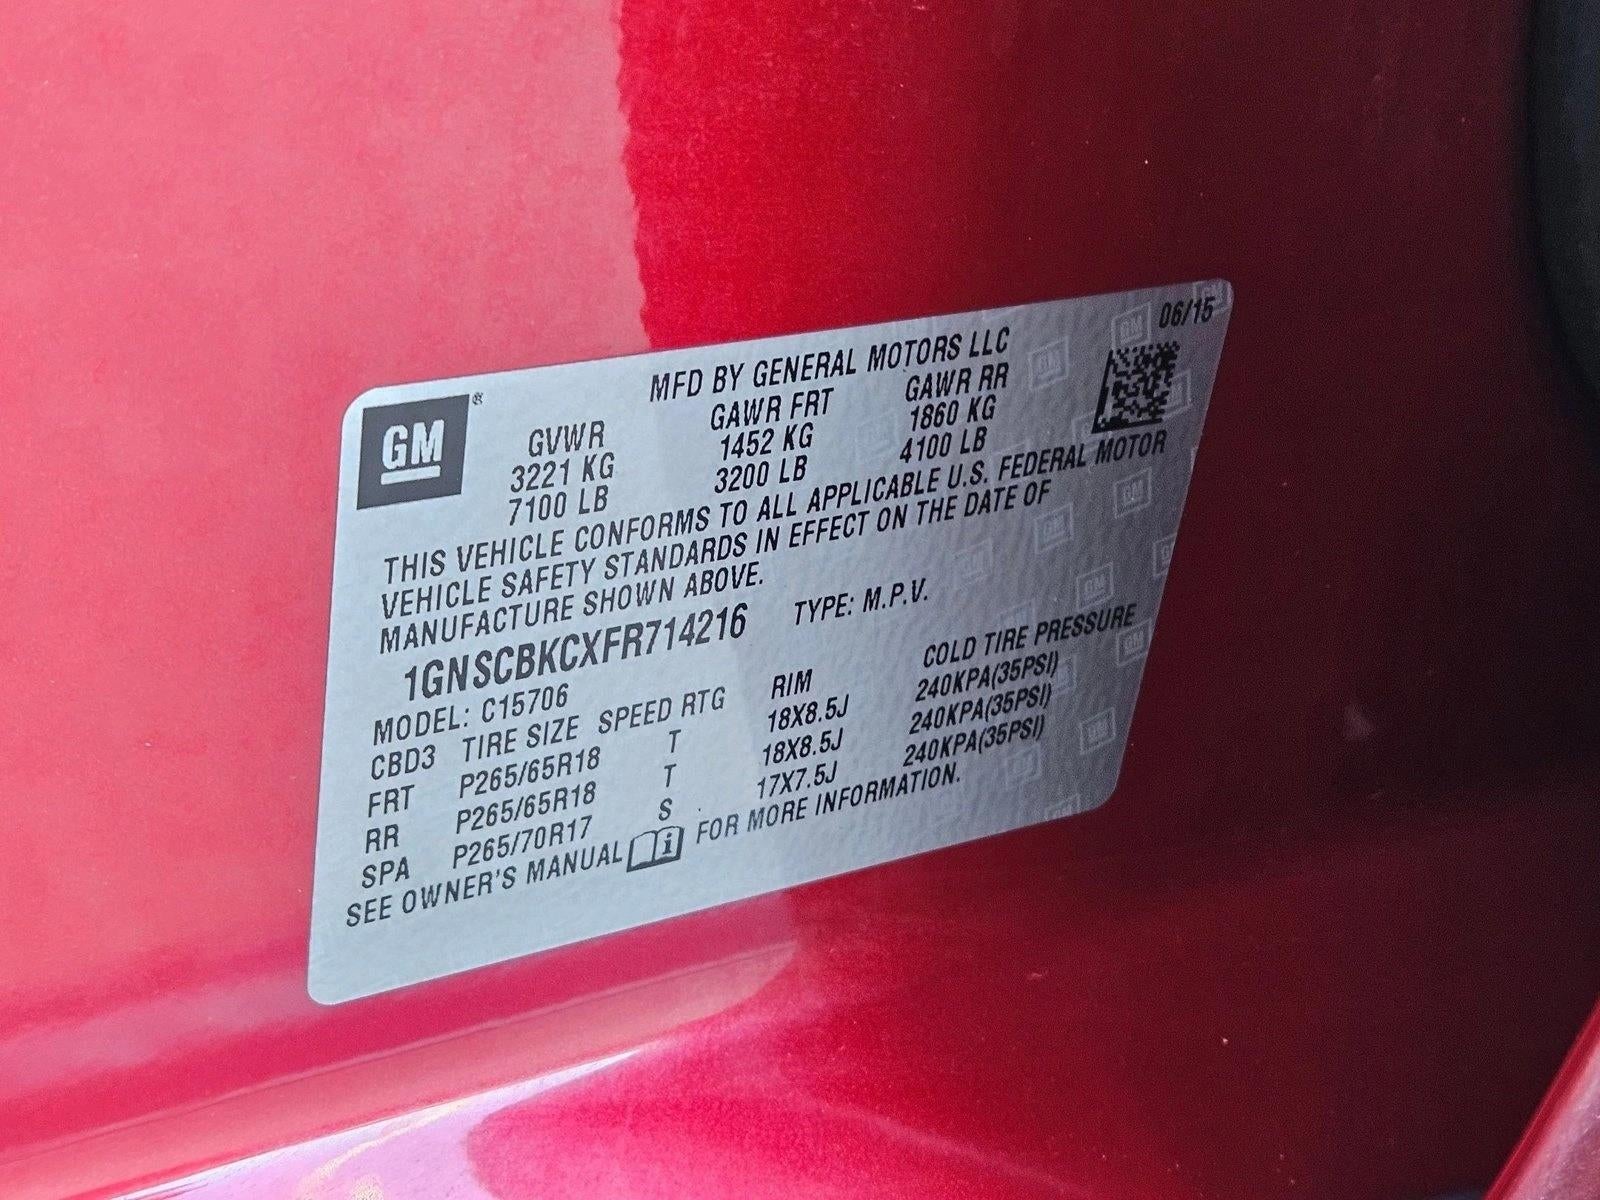 06/15
MFD BY GENERAL MOTORS LLC
GM®
GVWR GAWR FRT GAWR RR
3221 KG 1452 KG 1860 KG
7100 LB 3200 LB 4100 LB
THIS VEHICLE CONFORMS TO ALL APPLICABLE U.S. FEDERAL MOTOR
VEHICLE SAFETY STANDARDS IN EFFECT ON THE DATE OF
MANUFACTURE SHOWN ABOVE.
1GNSCBKCXFR714216 TYPE: M.P.V.
MODEL: C15706
CBD3 TIRE SIZE SPEED RTG RIM COLD TIRE PRESSURE
FRT P265/65R18 T 18X8.5J 240KPA(35PSI)
RR P265/65R18 T 18X8.5J 240KPA(35PSI)
SPA P265/70R17 S 17X7.5J 240KPA(35PSI)
SEE OWNER'S MANUAL i FOR MORE INFORMATION.